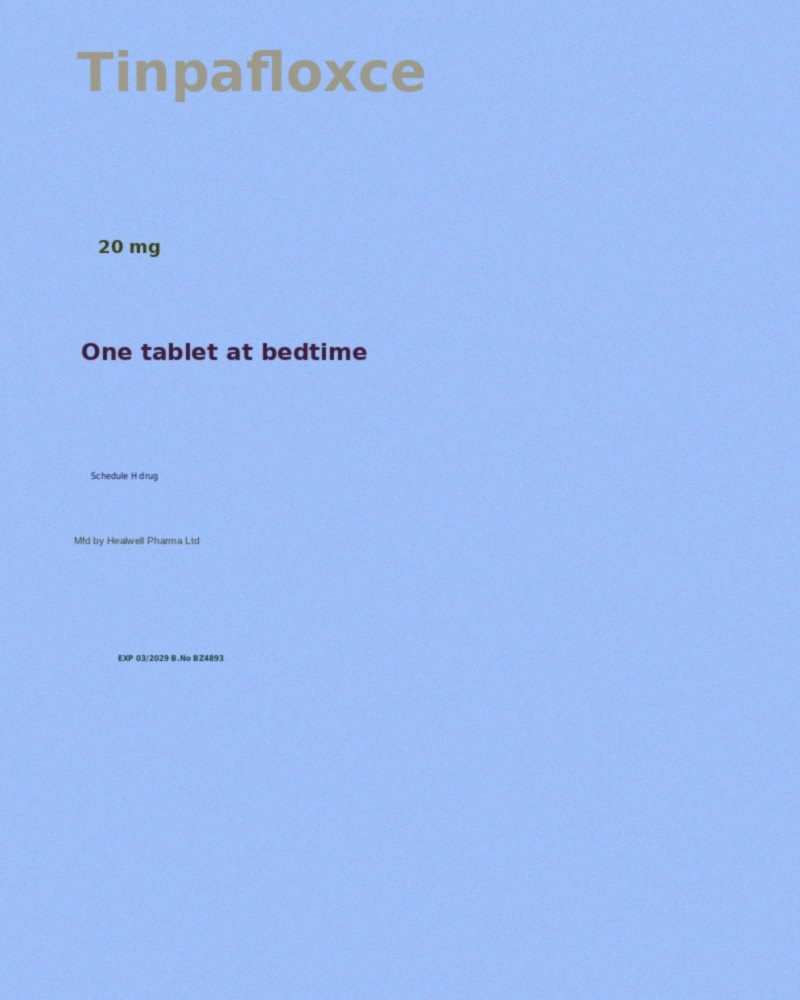 Tinpafloxce
20 mg
One tablet at bedtime
Schedule H drug
Mfd by Healwell Pharma Ltd
EXP 03/2029 B.No BZ4893